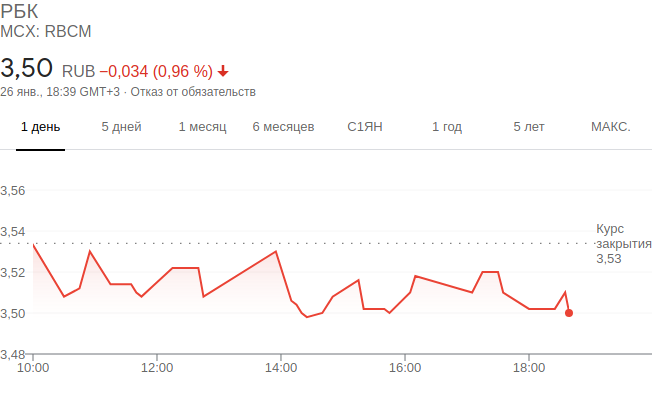 РБК
MCX: RBCM
3,50 RUB −0,034 (0,96 %)
26 янв., 18:39 GMT+3 · Отказ от обязательств
1 день 5 дней 1 месяц 6 месяцев С1ЯН 1 год 5 лет МАКС.
3,56
3,54
Курс
закрытия
3,53
3,52
3,50
3,48
10:00 12:00 14:00 16:00 18:00